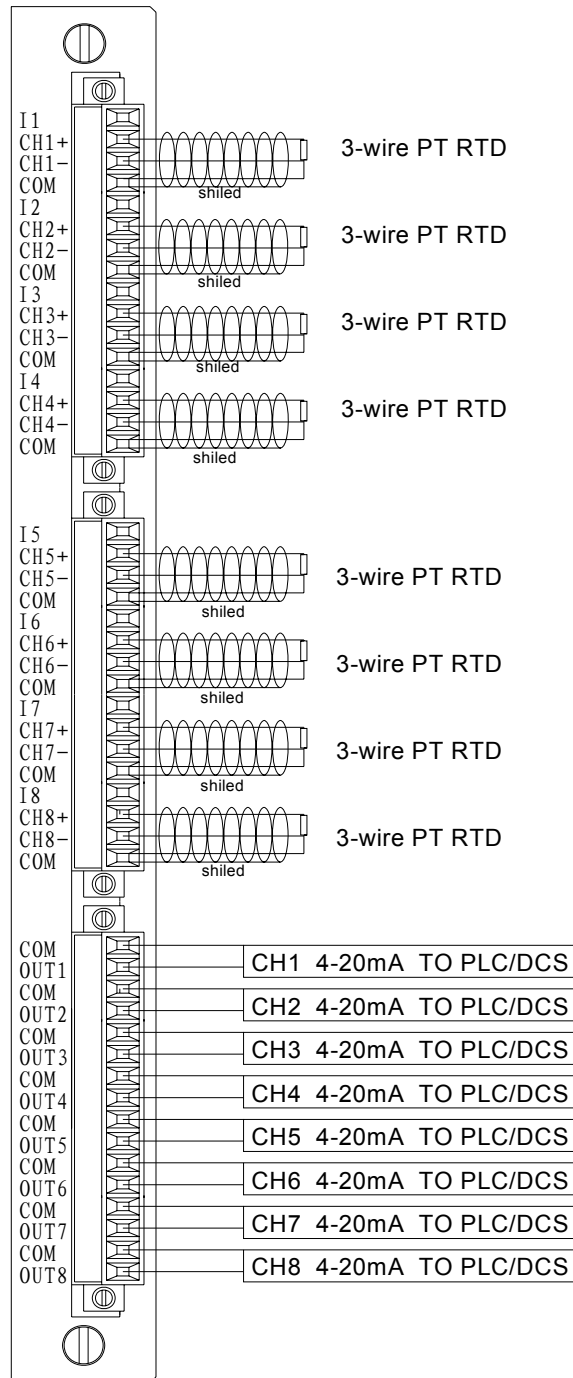 I1
CH1+ 3-wire PT RTD
CH1-
COM shiled
I2
CH2+ 3-wire PT RTD
CH2-
COM shiled
I3
CH3+ 3-wire PT RTD
CH3-
COM shiled
I4
CH4+ 3-wire PT RTD
CH4-
COM shiled
I5
CH5+
CH5- 3-wire PT RTD
COM shiled
I6
CH6+
CH6- 3-wire PT RTD
COM shiled
I7
CH7+
CH7- 3-wire PT RTD
COM shiled
I8
CH8+
CH8- 3-wire PT RTD
COM shiled
COM
OUT1 CH1 4-20mA TO PLC/DCS
COM
OUT2 CH2 4-20mA TO PLC/DCS
COM
OUT3 CH3 4-20mA TO PLC/DCS
COM
OUT4 CH4 4-20mA TO PLC/DCS
COM
OUT5 CH5 4-20mA TO PLC/DCS
COM
OUT6 CH6 4-20mA TO PLC/DCS
COM
OUT7 CH7 4-20mA TO PLC/DCS
COM
OUT8 CH8 4-20mA TO PLC/DCS